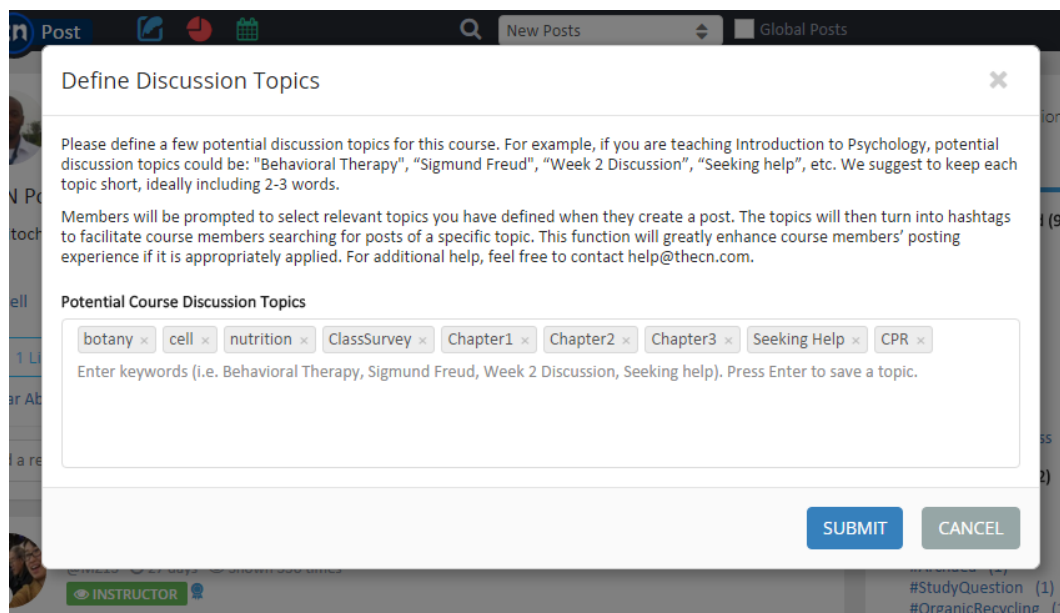 Post
New Posts
Global Posts
Define Discussion Topics
Please define a few potential discussion topics for this course. For example, if you are teaching Introduction to Psychology, potential
discussion topics could be: "Behavioral Therapy", “Sigmund Freud", “Week 2 Discussion”, “Seeking help”, etc. We suggest to keep each
topic short, ideally including 2-3 words.
Members will be prompted to select relevant topics you have defined when they create a post. The topics will then turn into hashtags
to facilitate course members searching for posts of a specific topic. This function will greatly enhance course members’ posting
experience if it is appropriately applied. For additional help, feel free to contact help@thecn.com.
Potential Course Discussion Topics
botany × cell × nutrition × ClassSurvey × Chapter1 × Chapter2 × Chapter3 × Seeking Help × CPR ×
Enter keywords (i.e. Behavioral Therapy, Sigmund Freud, Week 2 Discussion, Seeking help). Press Enter to save a topic.
SUBMIT CANCEL
INSTRUCTOR
#StudyQuestion (1)
#OrganicRecycling